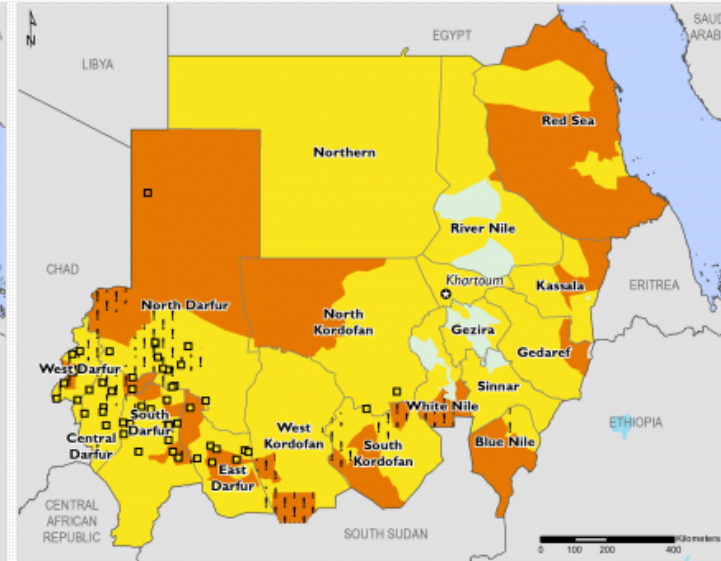 N
SAUD
ARAB
EGYPT
LIBYA
Red Sea
Northern
River Nile
CHAD
Khartoum
Kassala
ERITREA
North Darfur
North
Kordofan
Gezira
Gedaref
West Darfur
Sinnar
White Nile
South
Darfur
West
Kordofan
ETHIOPIA
Central
Darfur
South
Kordofan
Blue Nile
East
Darfur
CENTRAL
AFRICAN
REPUBLIC
SOUTH SUDAN
Kilometers
0 100 200 400